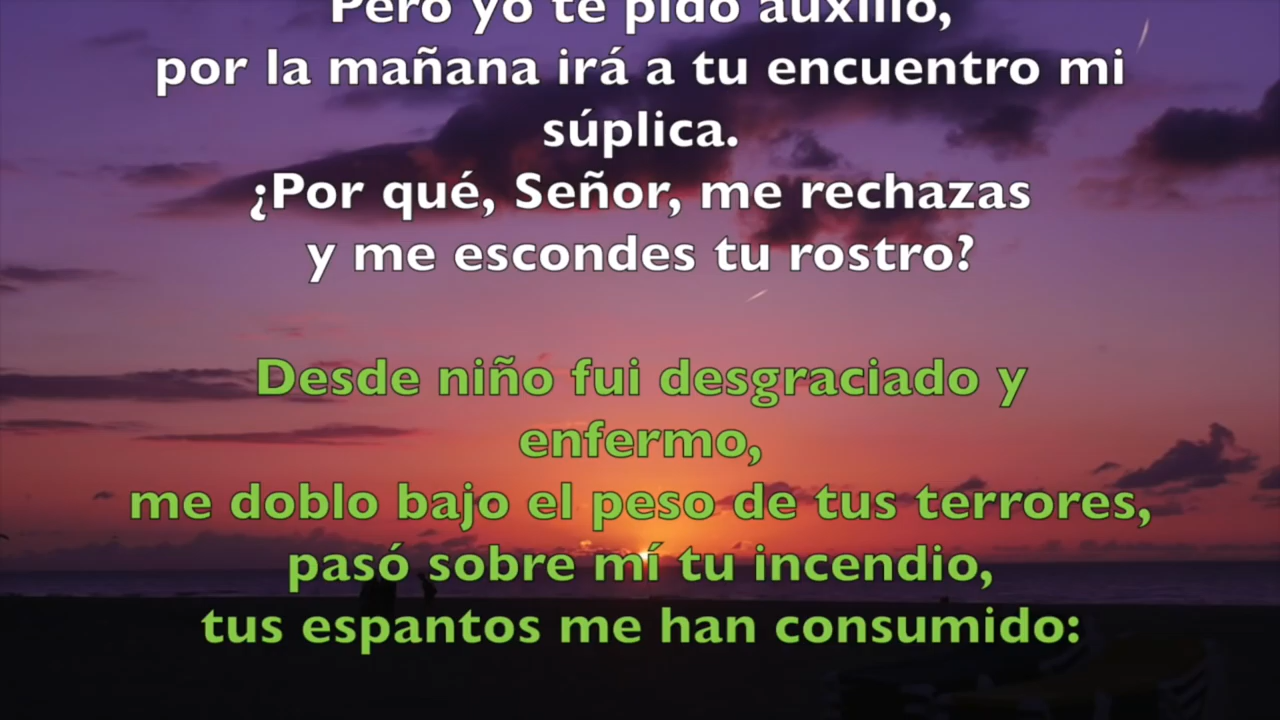 Pero yo te pido auxilio,
por la mañana irá a tu encuentro mi
súplica.
¿Por qué, Señor, me rechazas
y me escondes tu rostro?
Desde niño fui desgraciado y
enfermo,
me doblo bajo el peso de tus terrores,
pasó sobre mí tu incendio,
tus espantos me han consumido: